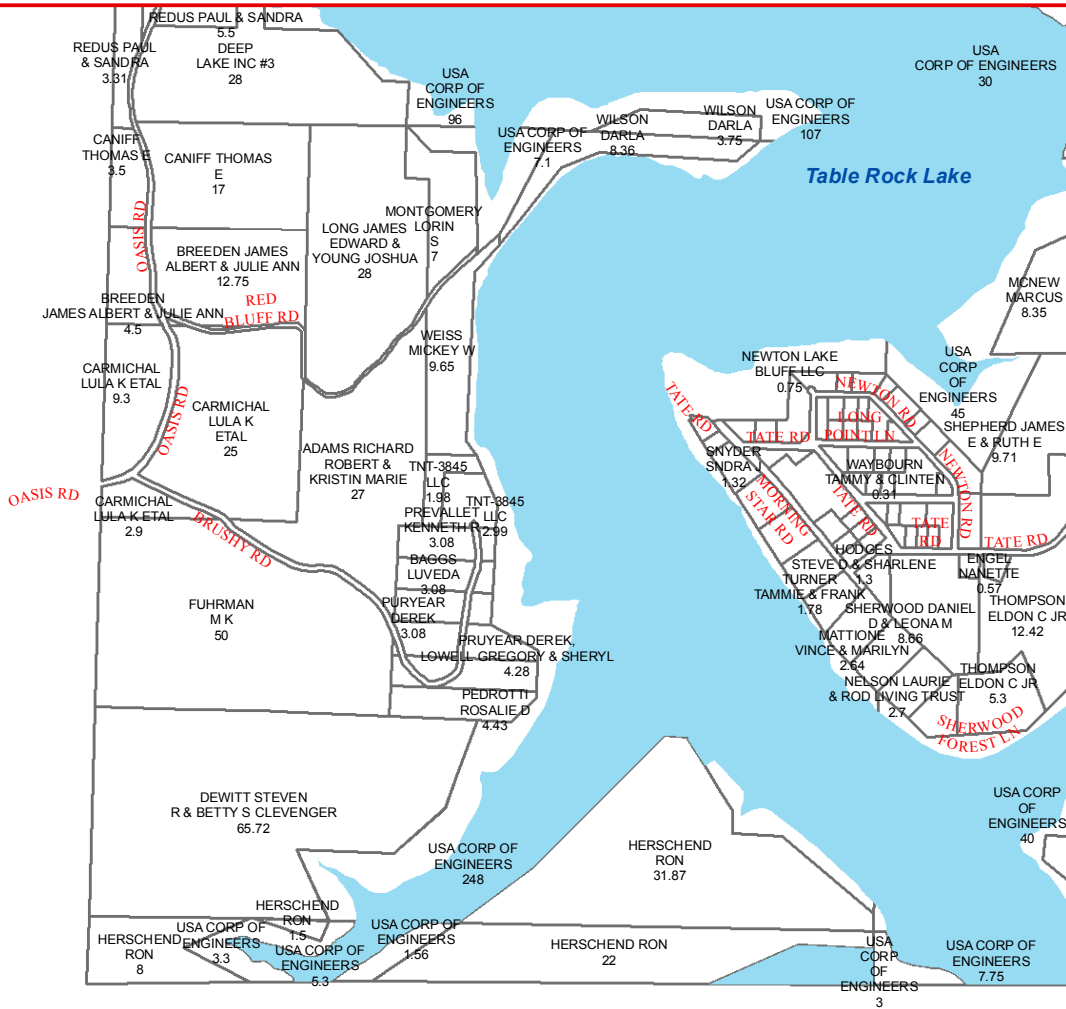 REDUS PAUL & SANDRA
5.5
REDUS PAUL
& SANDRA
3.31
DEEP
LAKE INC #3
28
USA
CORP OF
ENGINEERS
96
USA
CORP OF ENGINEERS
30
USA CORP OF
ENGINEERS
7.1
WILSON
DARLA
8.36
WILSON
DARLA
3.75
USA CORP OF
ENGINEERS
107
Table Rock Lake
CANIFF
THOMAS E
3.5
CANIFF THOMAS
E
17
OASIS RD
BREEDEN JAMES
ALBERT & JULIE ANN
12.75
LONG JAMES
EDWARD &
YOUNG JOSHUA
28
MONTGOMERY
LORIN
S
7
RED
BLUFF RD
BREEDEN
JAMES ALBERT & JULIE ANN
4.5
MCNEW
MARCUS
8.35
WEISS
MICKEY W
9.65
CARMICHAL
LULA K ETAL
9.3
OASIS RD
CARMICHAL
LULA K
ETAL
25
NEWTON LAKE
BLUFF LLC
0.75
USA
CORP
OF
ENGINEERS
45
TATE RD
NEWTON RD
LONG
POINT LN
TATE RD
SHEPHERD JAMES
E & RUTH E
9.71
NEWTON RD
SNYDER
SNDRA J
1.32
WAYBOURN
TAMMY & CLINTEN
0.31
MORNING
STAR RD
TATE RD
TATE
RD
TATE RD
ADAMS RICHARD
ROBERT &
KRISTIN MARIE
27
TNT-3845
LLC
1.98
TNT-3845
LLC
2.99
OASIS RD
CARMICHAL
LULA K ETAL
2.9
BRUSHY RD
PREVALLET
KENNETH R
3.08
BAGGS
LUVEDA
3.08
PURYEAR
DEREK
3.08
FUHRMAN
M K
50
PRUYEAR DEREK,
LOWELL GREGORY & SHERYL
4.28
PEDROTTI
ROSALIE D
4.43
HODGES
STEVE D & SHARLENE
1.3
TURNER
TAMMIE & FRANK
1.78
ENGEL
NANETTE
0.57
SHERWOOD DANIEL
D & LEONA M
8.66
THOMPSON
ELDON C JR
12.42
MATTIONE
VINCE & MARILYN
2.64
NELSON LAURIE
& ROD LIVING TRUST
2.7
THOMPSON
ELDON C JR
5.3
SHERWOOD
FOREST LN
DEWITT STEVEN
R & BETTY S CLEVENGER
65.72
USA CORP OF
ENGINEERS
248
HERSCHEND
RON
31.87
USA CORP
OF
ENGINEERS
40
HERSCHEND
RON
1.5
HERSCHEND
RON
8
USA CORP OF
ENGINEERS
3.3
USA CORP OF
ENGINEERS
5.3
USA CORP OF
ENGINEERS
1.56
HERSCHEND RON
22
USA
CORP
OF
ENGINEERS
3
USA CORP OF
ENGINEERS
7.75